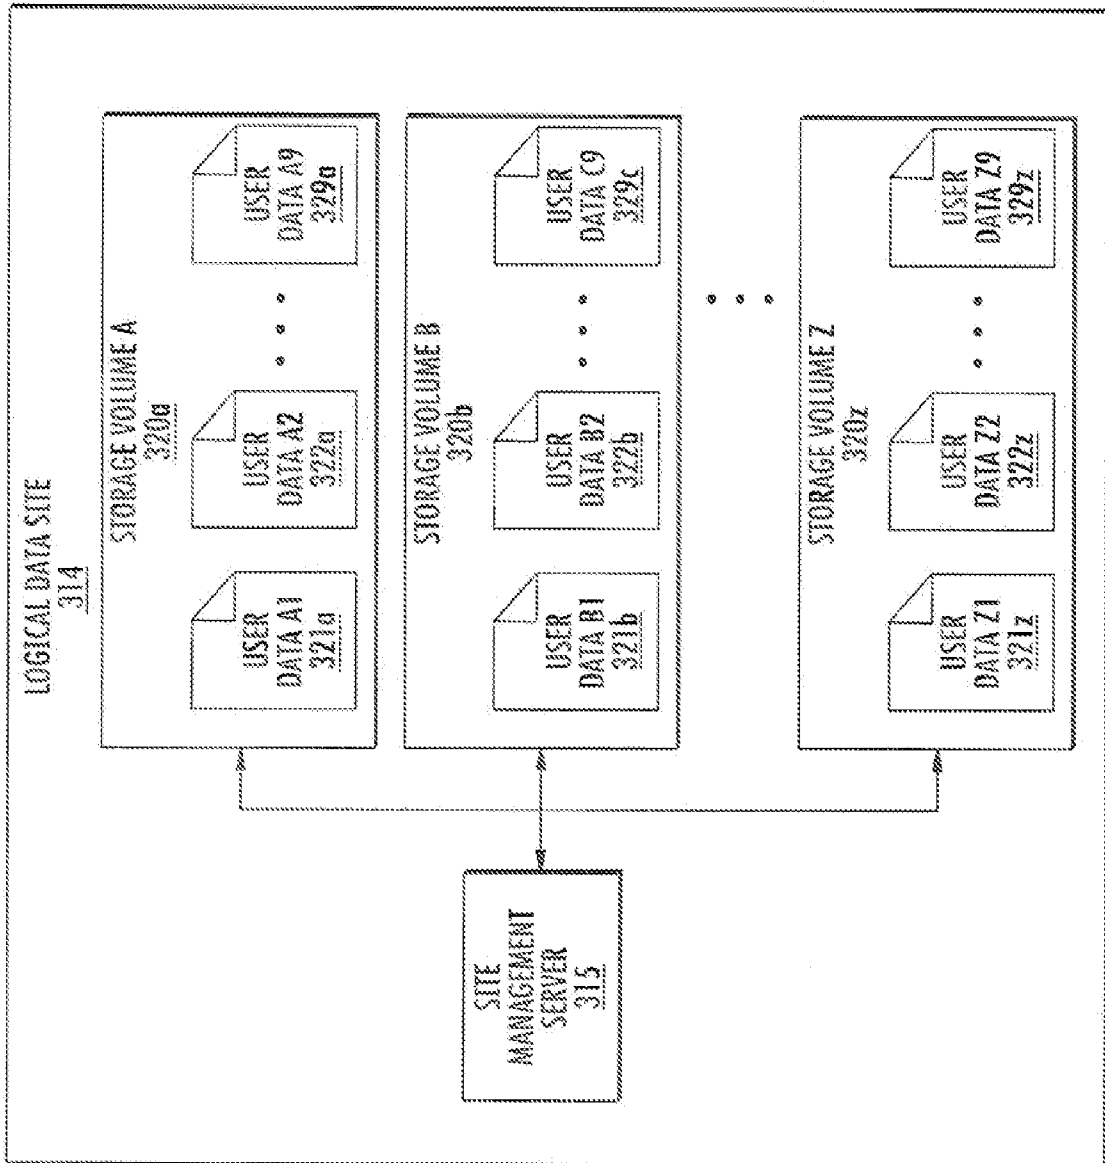 LOGICAL DATA SITE
314
STORAGE VOLUME A
320a
USER
DATA A1
321a
USER
DATA A2
322a
USER
DATA A9
329a
STORAGE VOLUME B
320b
USER
DATA B1
321b
USER
DATA B2
322b
USER
DATA C9
329c
STORAGE VOLUME Z
320z
USER
DATA Z1
321z
USER
DATA Z2
322z
USER
DATA Z9
329z
SITE
MANAGEMENT
SERVER
315